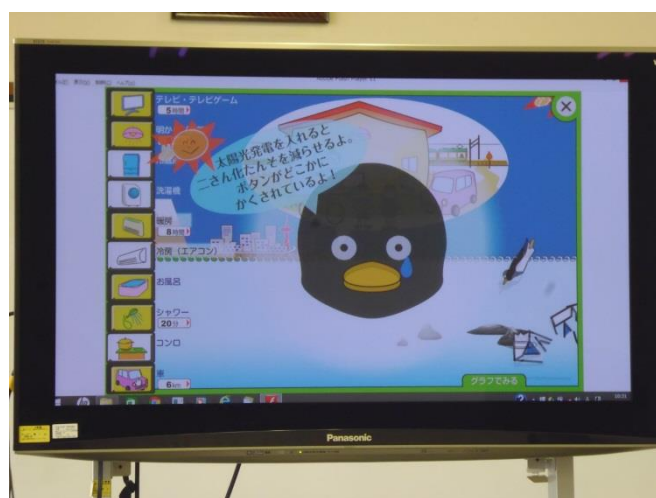 テレビ・テレビゲーム
5時間
明か
太陽光発電を入れると
二さん化たんそを減らせるよ。
ボタンがどこかに
かくされているよ!
洗濯機
暖房
8時間
冷房（エアコン）
お風呂
シャワー
20分
コンロ
車
6km
グラフでみる
Panasonic